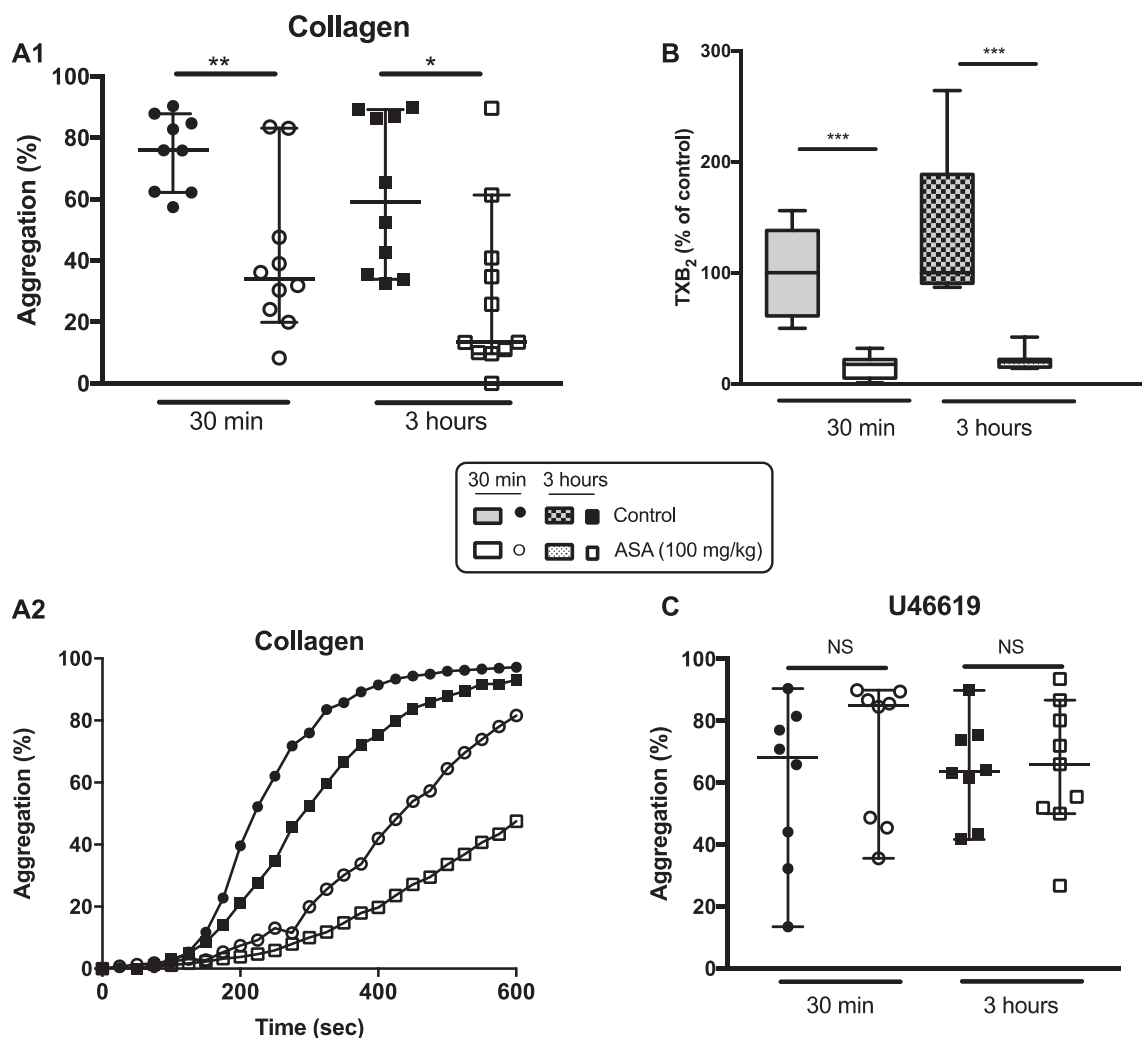 Collagen
A1
**
*
100
80
60
40
20
0
Aggregation (%)
30 min
3 hours
B
300
200
100
0
TXB2 (% of control)
***
***
30 min
3 hours
30 min 3 hours
Control
ASA (100 mg/kg)
A2
Collagen
100
80
60
40
20
0
Aggregation (%)
0 200 400 600
Time (sec)
C
U46619
NS
NS
100
80
60
40
20
0
Aggregation (%)
30 min
3 hours